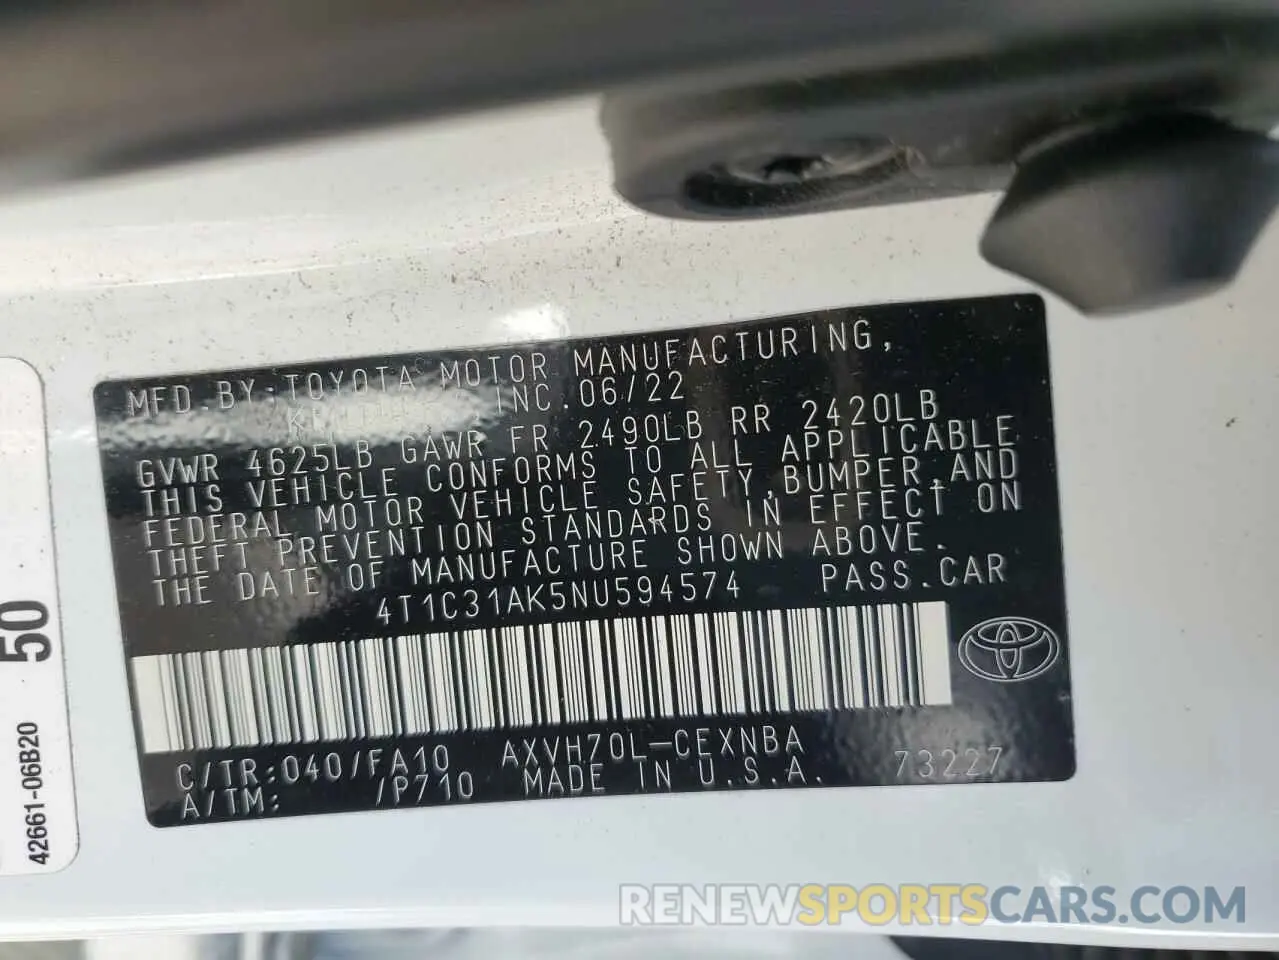 MFD.BY:TOYOTA MOTOR MANUFACTURING,
INC. 06/22
GVWR 4625LB GAWR FR 2490LB RR 2420LB
THIS VEHICLE CONFORMS TO ALL APPLICABLE
FEDERAL MOTOR VEHICLE SAFETY,BUMPER,AND
THEFT PREVENTION STANDARDS IN EFFECT ON
THE DATE OF MANUFACTURE SHOWN ABOVE.
4T1C31AK5NU594574 PASS.CAR
C/TR:040/FA10 AXVH70L-CEXNBA
A/TM: /P710 MADE IN U.S.A. 73227
50
42661-06B20
RENEWSPORTSCARS.COM